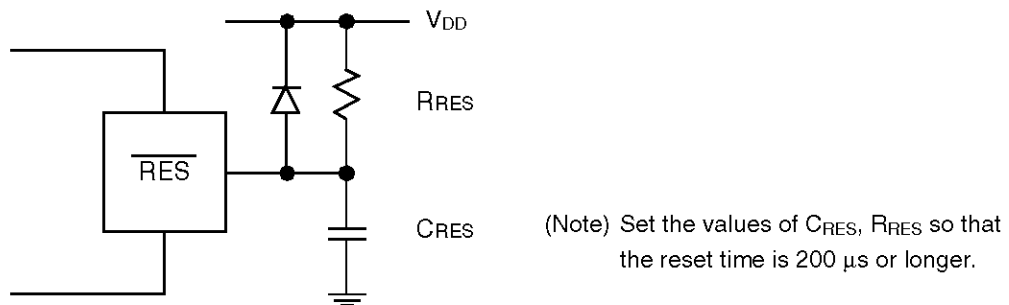 VDD
RRES
RES
CRES
(Note) Set the values of CRES, RRES so that
the reset time is 200 μs or longer.